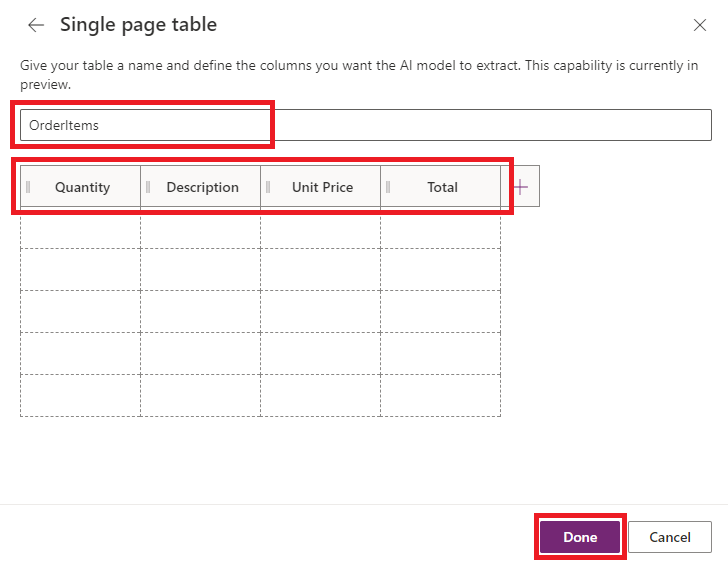 Single page table
Give your table a name and define the columns you want the AI model to extract. This capability is currently in
preview.
OrderItems
Quantity Description Unit Price Total
Done Cancel